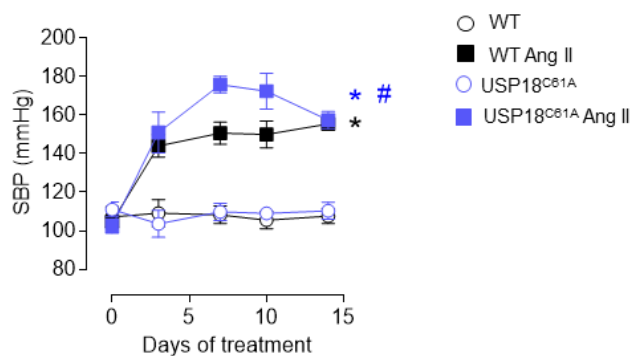 WT
WT Ang II
USP18C61A
USP18C61A Ang II
SBP (mmHg)
200
180
160
140
120
100
80
* #
*
0 5 10 15
Days of treatment